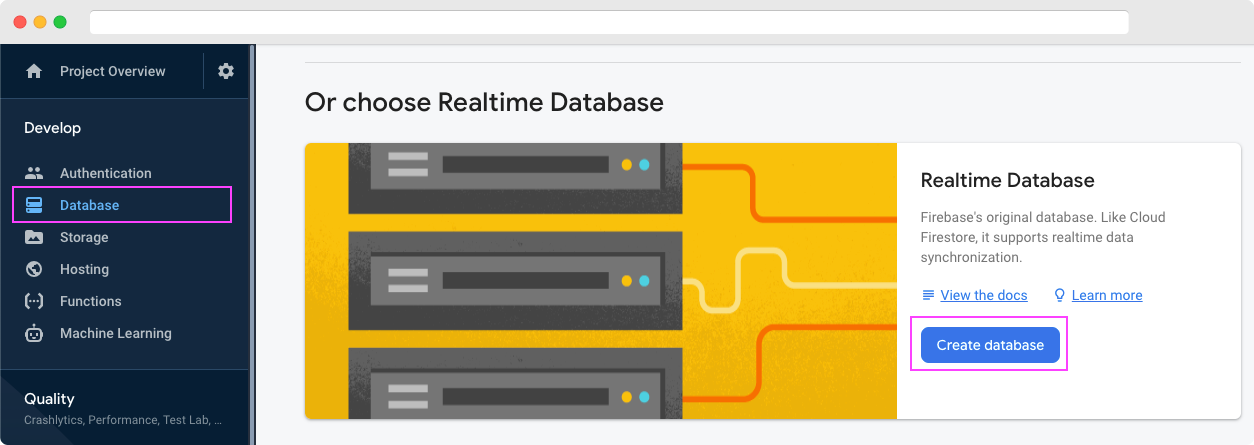 Project Overview
Develop
Authentication
Database
Storage
Hosting
Functions
Machine Learning
Quality
Crashlytics, Performance, Test Lab, ...
Or choose Realtime Database
Realtime Database
Firebase's original database. Like Cloud
Firestore, it supports realtime data
synchronization.
View the docs
Learn more
Create database